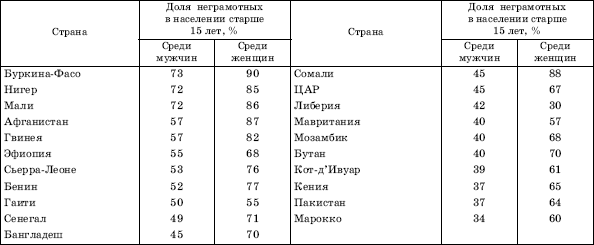 Страна | Доля неграмотных в населении старше 15 лет, % | Страна | Доля неграмотных в населении старше 15 лет, %
Среди мужчин | Среди женщин | Среди мужчин | Среди женщин
Буркина-Фасо 73 90 Сомали 45 88
Нигер 72 85 ЦАР 45 67
Мали 72 86 Либерия 42 30
Афганистан 57 87 Мавритания 40 57
Гвинея 57 82 Мозамбик 40 68
Эфиопия 55 68 Бутан 40 70
Сьерра-Леоне 53 76 Кот-д’Ивуар 39 61
Бенин 52 77 Кения 37 65
Гаити 50 55 Пакистан 37 64
Сенегал 49 71 Марокко 34 60
Бангладеш 45 70